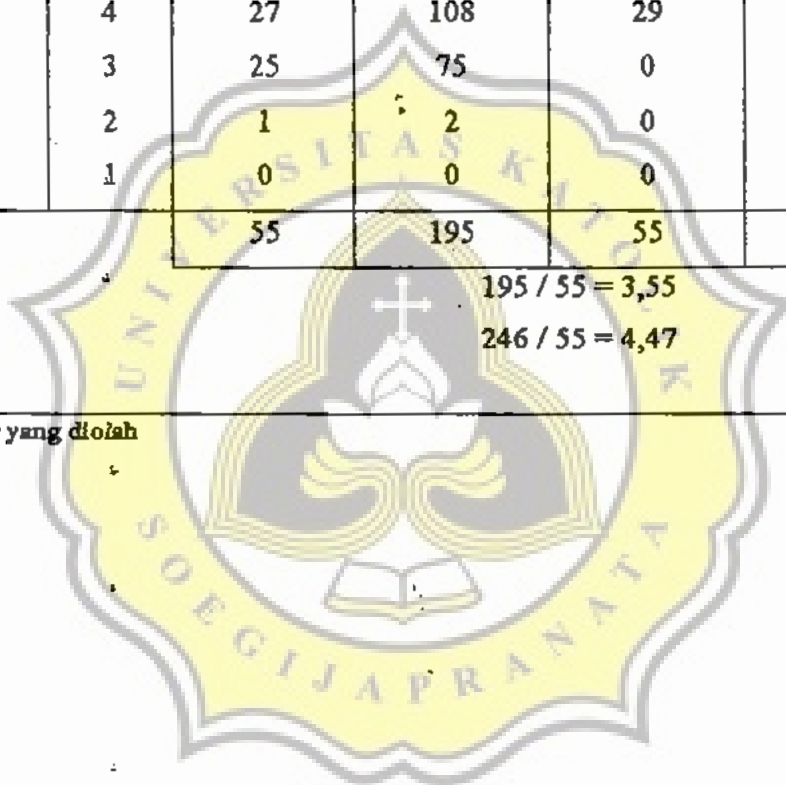 4 27 108 29
3 25 75 0
2 1 2 0
1 0 0 0
55 195 55
195 / 55 = 3,55
246 / 55 = 4,47
yang diolah
UNIVERSITAS KATOLIK
SOEGIJAPRANATA